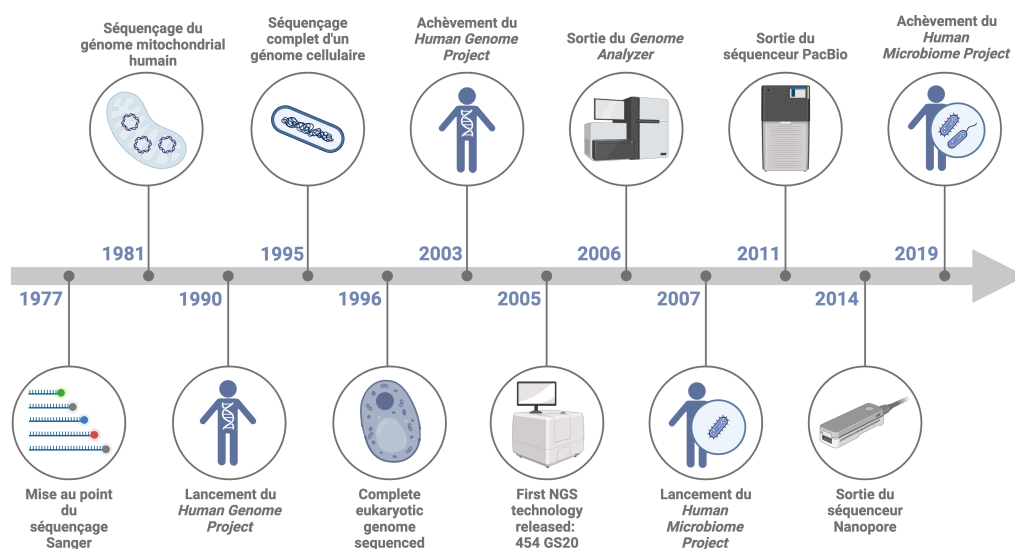 Séquençage du
génome mitochondrial
humain
Séquençage
complet d'un
génome cellulaire
Achèvement du
Human Genome
Project
Sortie du Genome
Analyzer
Sortie du
séquenceur PacBio
Achèvement du
Human
Microbiome Project
1981
1995
2003
2006
2011
2019
1977
1990
1996
2005
2007
2014
Mise au point
du
séquençage
Sanger
Lancement du
Human Genome
Project
Complete
eukaryotic
genome
sequenced
First NGS
technology
released:
454 GS20
Lancement du
Human
Microbiome
Project
Sortie du
séquenceur
Nanopore